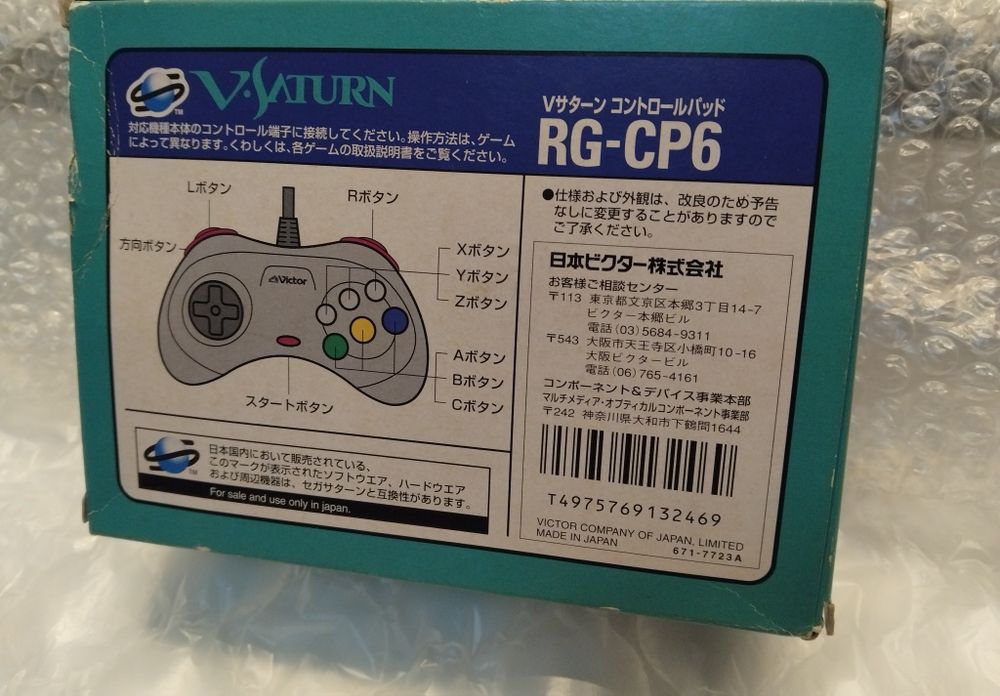 V·SATURN
TM
対応機種本体のコントロール端子に接続してください。操作方法は、ゲーム
によって異なります。くわしくは、各ゲームの取扱説明書をご覧ください。
Vサターン コントロールパッド
RG-CP6
Lボタン
Rボタン
方向ボタン
Xボタン
Yボタン
Zボタン
Victor
Aボタン
Bボタン
Cボタン
スタートボタン
TM
日本国内において販売されている、
このマークが表示されたソフトウエア、ハードウエア
および周辺機器は、セガサターンと互換性があります。
For sale and use only in japan.
●仕様および外観は、改良のため予告
なしに変更することがありますので
ご了承ください。
日本ビクター株式会社
お客様ご相談センター
〒113 東京都文京区本郷3丁目14-7
ビクター本郷ビル
電話(03)5684-9311
〒543 大阪市天王寺区小橋町10-16
大阪ビクタービル
電話(06)765-4161
コンポーネント&デバイス事業本部
マルチメディア・オプティカルコンポーネント事業部
〒242 神奈川県大和市下鶴間1644
T4975769132469
VICTOR COMPANY OF JAPAN, LIMITED
MADE IN JAPAN
671-7723A